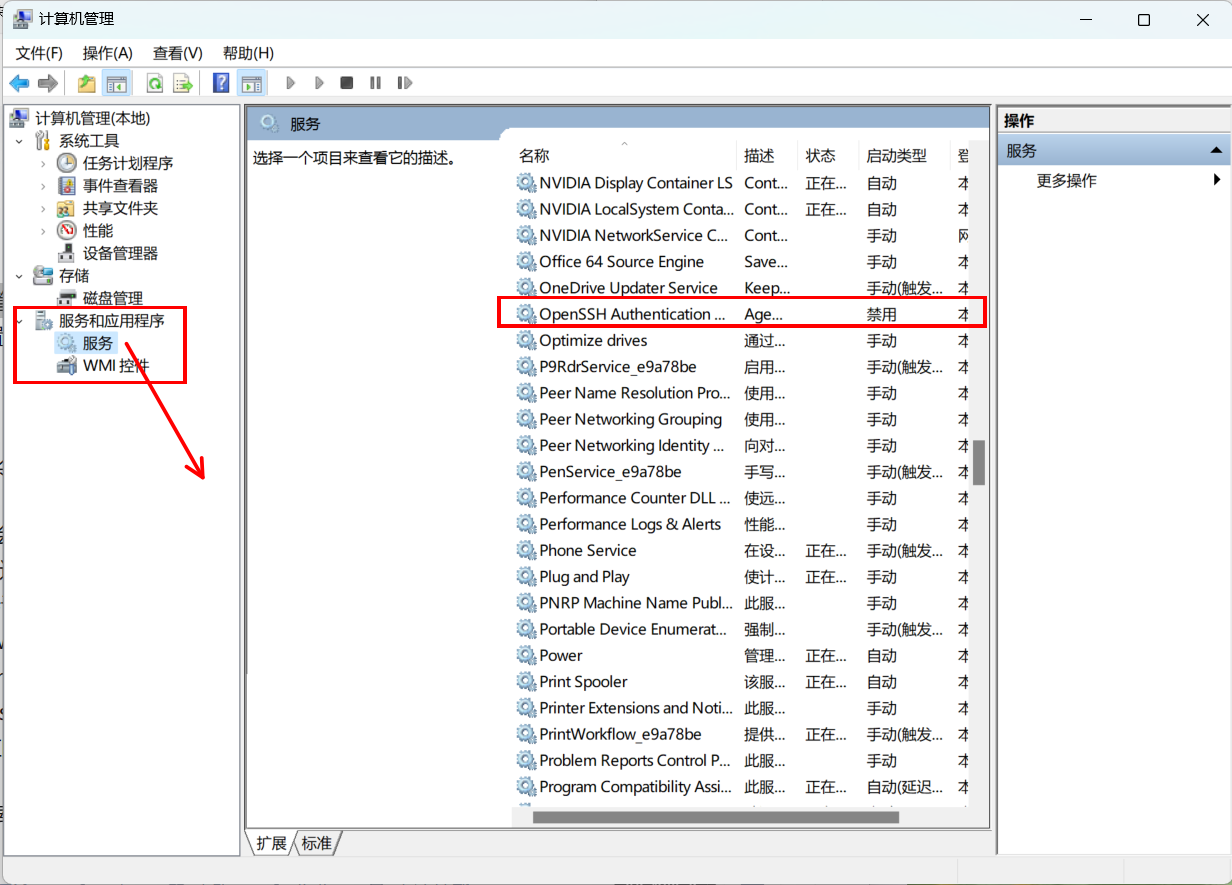 计算机管理
文件(F) 操作(A) 查看(V) 帮助(H)
计算机管理(本地)
系统工具
任务计划程序
事件查看器
共享文件夹
性能
设备管理器
存储
磁盘管理
服务和应用程序
服务
WMI 控件
服务
选择一个项目来查看它的描述。
名称 描述 状态 启动类型 登
NVIDIA Display Container LS Cont... 正在... 自动 本
NVIDIA LocalSystem Conta... Cont... 正在... 自动 本
NVIDIA NetworkService C... Cont... 手动 网
Office 64 Source Engine Save... 手动 本
OneDrive Updater Service Keep... 手动(触发... 本
OpenSSH Authentication ... Age... 禁用 本
Optimize drives 通过... 手动 本
P9RdrService_e9a78be 启用... 手动(触发... 本
Peer Name Resolution Pro... 使用... 手动 本
Peer Networking Grouping 使用... 手动 本
Peer Networking Identity ... 向对... 手动 本
PenService_e9a78be 手写... 手动(触发... 本
Performance Counter DLL ... 使远... 手动 本
Performance Logs & Alerts 性能... 手动 本
Phone Service 在设... 正在... 手动(触发... 本
Plug and Play 使计... 正在... 手动 本
PNRP Machine Name Publ... 此服... 手动 本
Portable Device Enumerat... 强制... 手动(触发... 本
Power 管理... 正在... 自动 本
Print Spooler 该服... 正在... 自动 本
Printer Extensions and Noti... 此服... 手动 本
PrintWorkflow_e9a78be 提供... 正在... 手动(触发... 本
Problem Reports Control P... 此服... 手动 本
Program Compatibility Assi... 此服... 正在... 自动(延迟... 本
扩展 标准
操作
服务
更多操作